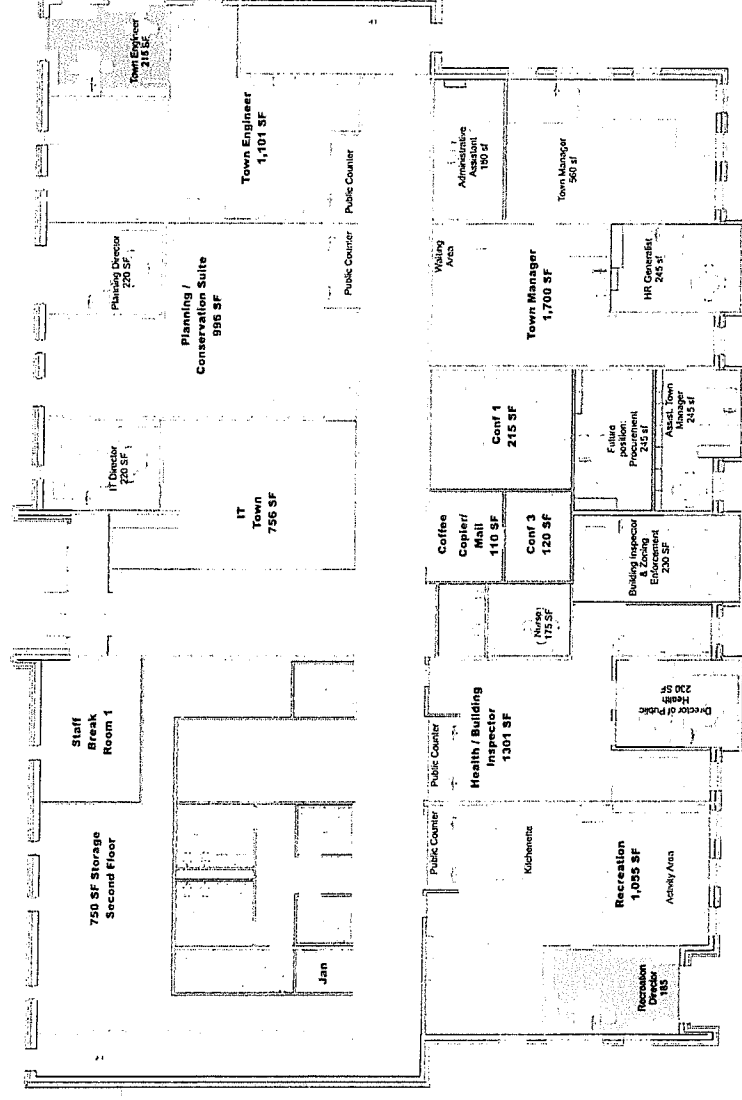 Town Engineer
215 SF
Town Engineer
1,101 SF
Public Counter
Planning Director
220 SF
Planning /
Conservation Suite
995 SF
Public Counter
IT Director
220 SF
IT
Town
756 SF
Staff
Break
Room 1
750 SF Storage
Second Floor
Jan
Administrative
Assistant
180 sf
Town Manager
560 sf
Waiting
Area
Town Manager
1,700 SF
HR Generalist
245 sf
Conf 1
215 SF
Future
position:
Procurement
245 sf
Assist. Town
Manager
245 sf
Coffee
Copier/
Mail
110 SF
Conf 3
120 SF
Building Inspector
& Zoning
Enforcement
230 SF
Nurse
175 SF
Public Counter
Health / Building
Inspector
1301 SF
Director of Public
Health
230 SF
Public Counter
Kitchenette
Recreation
1,055 SF
Activity Area
Recreation
Director
185